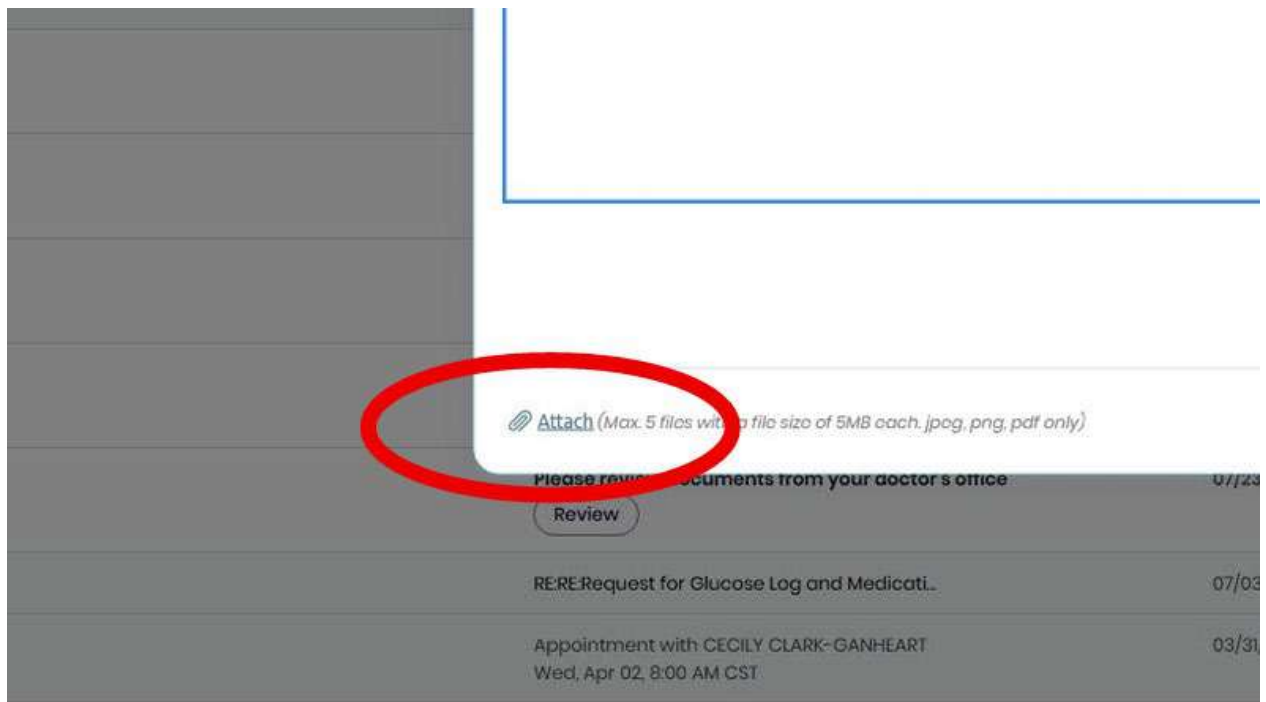 Attach (Max. 5 files with a file size of 5MB each. jpeg, png, pdf only)
Please review documents from your doctor's office 07/23
Review
RE:RE:Request for Glucose Log and Medicati... 07/03
Appointment with CECILY CLARK-GANHEART 03/31,
Wed, Apr 02, 8:00 AM CST